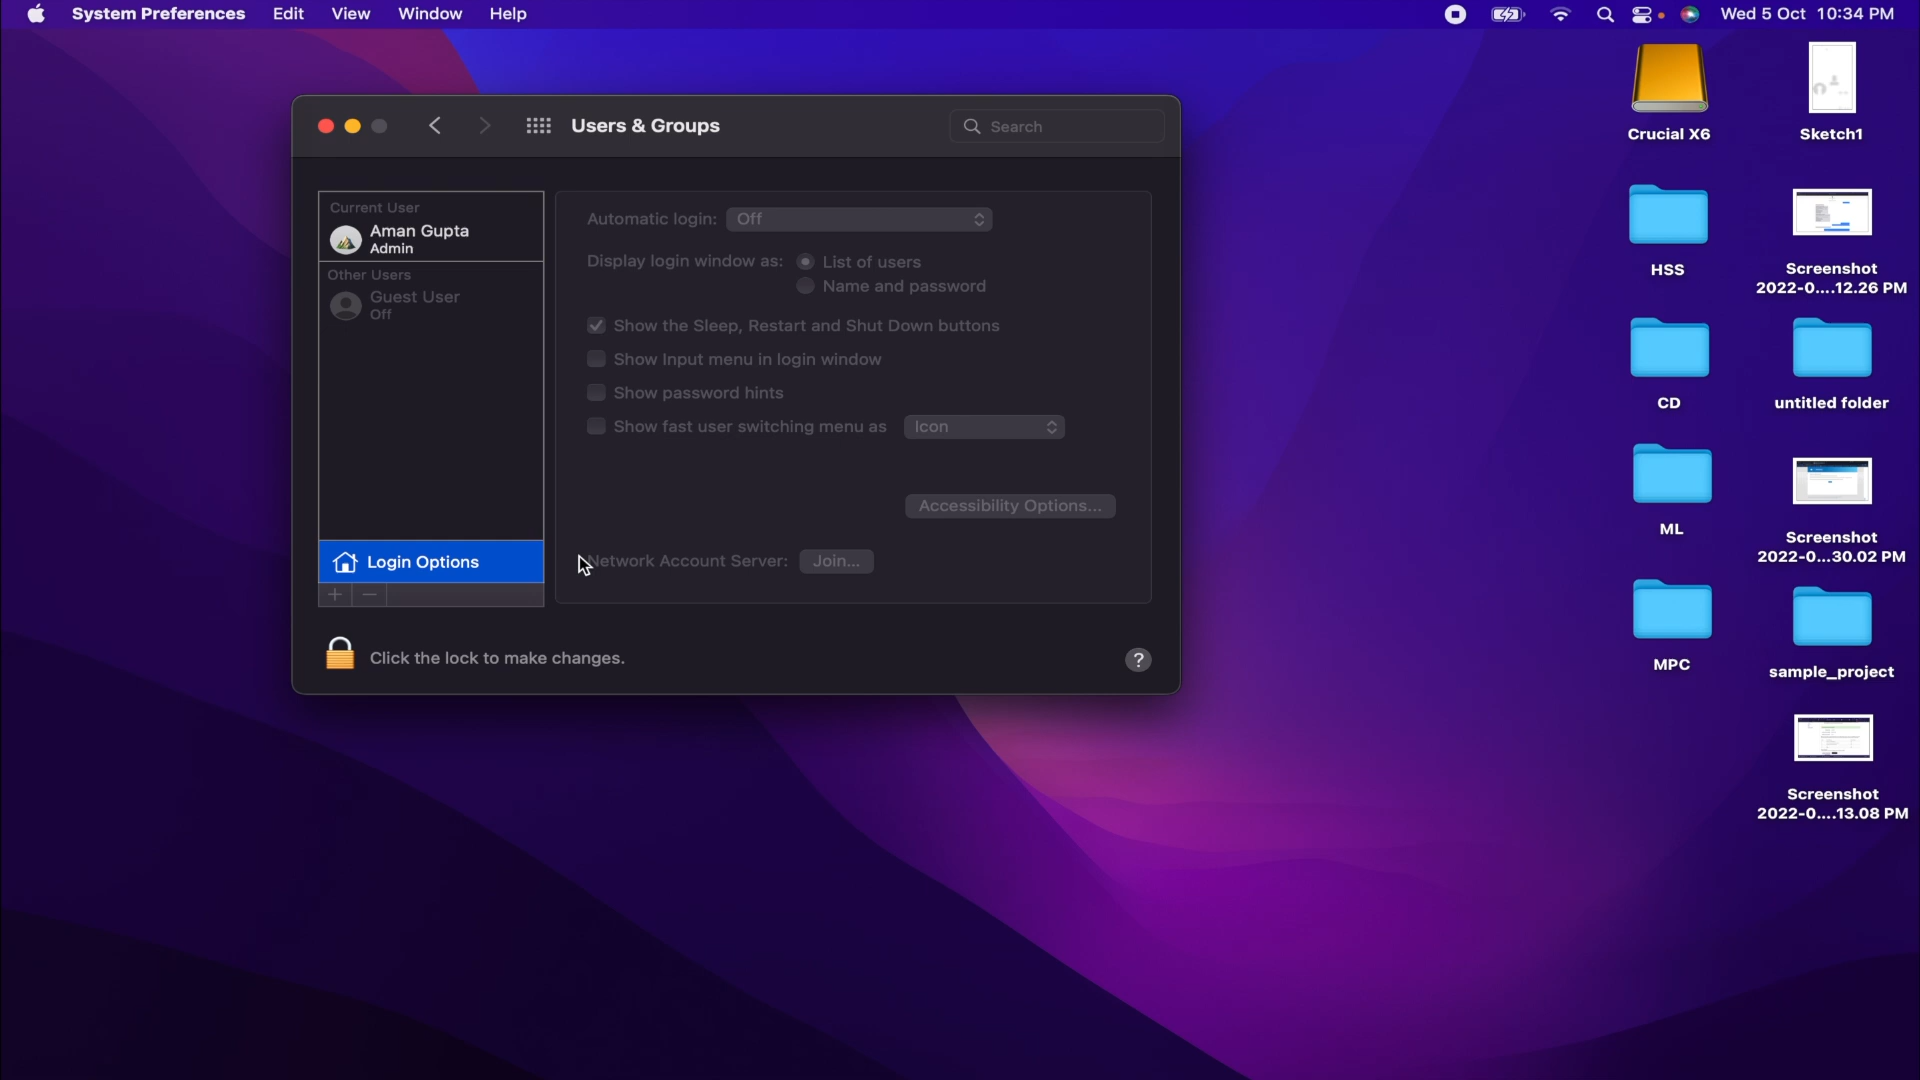 System Preferences Edit View Window Help Wed 5 Oct 10:34 PM
Users & Groups
Search
Current User
Aman Gupta
Admin
Other Users
Guest User
Off
Login Options
Automatic login: Off
Display login window as: List of users
Name and password
Show the Sleep, Restart and Shut Down buttons
Show Input menu in login window
Show password hints
Show fast user switching menu as Icon
Accessibility Options...
Network Account Server: Join...
Click the lock to make changes.
?
Crucial X6
Sketch1
HSS
Screenshot
2022-0....12.26 PM
CD
untitled folder
ML
Screenshot
2022-0...30.02 PM
MPC
sample_project
Screenshot
2022-0....13.08 PM